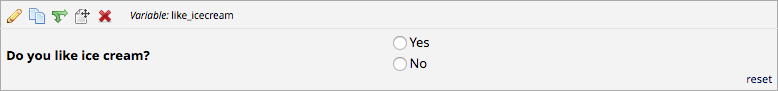 Variable: like_icecream
Do you like ice cream?
Yes
No
reset